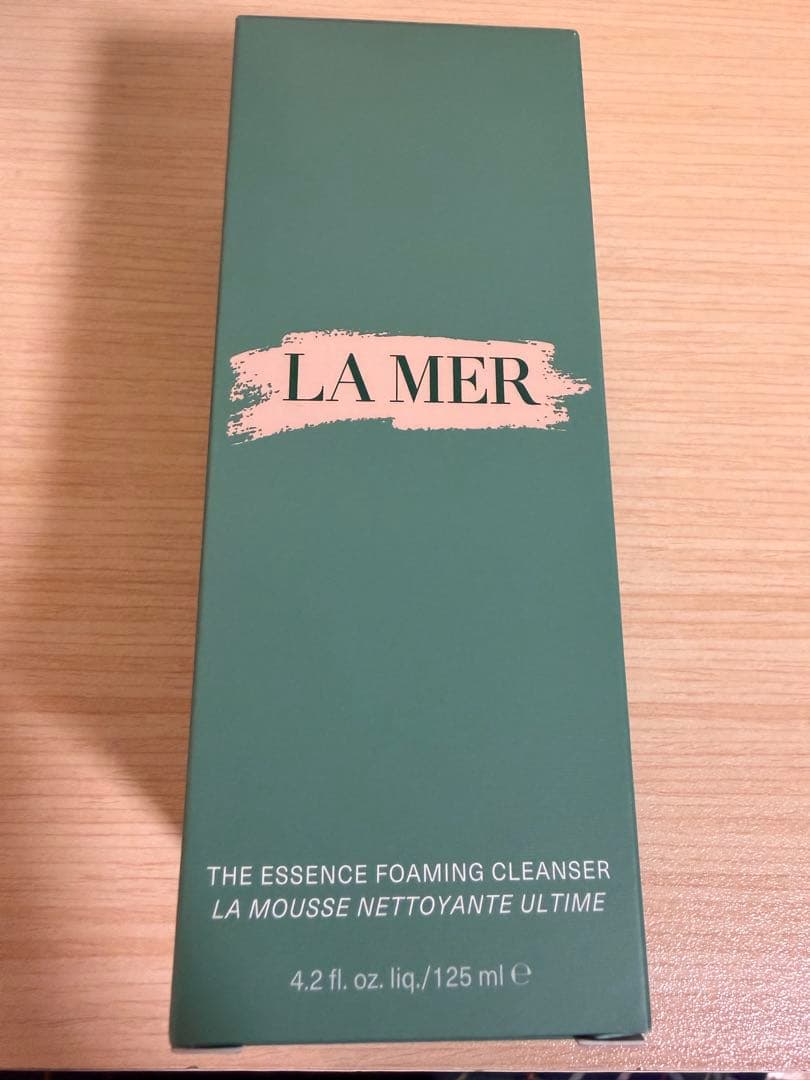 LA MER
THE ESSENCE FOAMING CLEANSER
LA MOUSSE NETTOYANTE ULTIME
4.2 fl. oz. liq./125 ml ℮